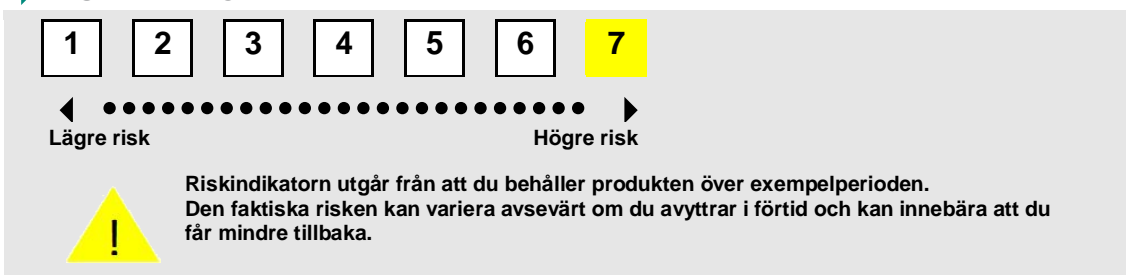 1 2 3 4 5 6 7
Lägre risk Högre risk
Riskindikatorn utgår från att du behåller produkten över exempelperioden.
Den faktiska risken kan variera avsevärt om du avyttrar i förtid och kan innebära att du
får mindre tillbaka.
!